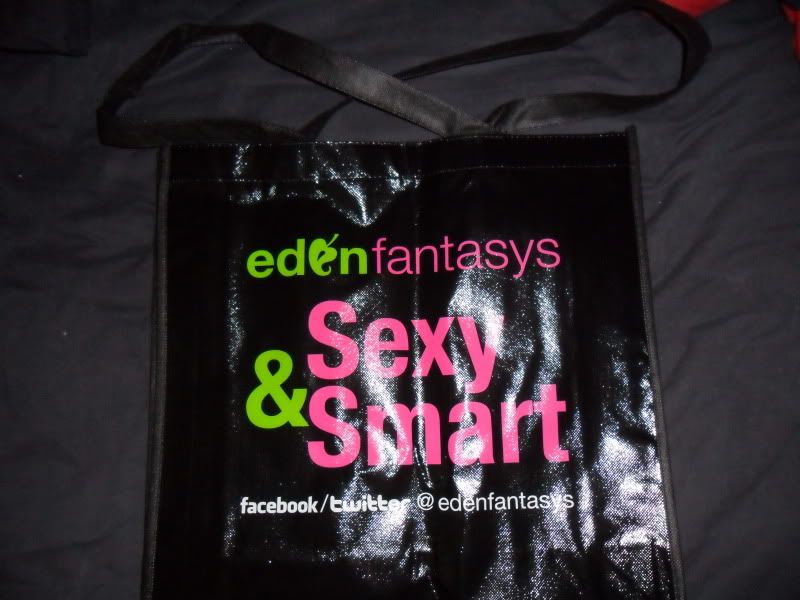 edenfantasys
Sexy
& Smart
facebook/twitter @edenfantasys